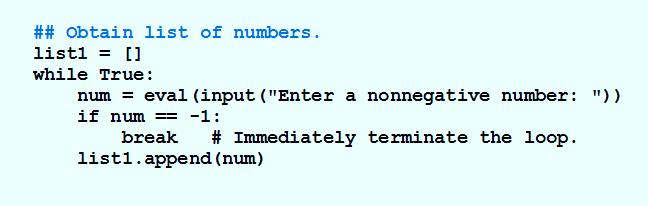 ## Obtain list of numbers.
list1 = []
while True:
    num = eval(input("Enter a nonnegative number: "))
    if num == -1:
        break   # Immediately terminate the loop.
    list1.append(num)